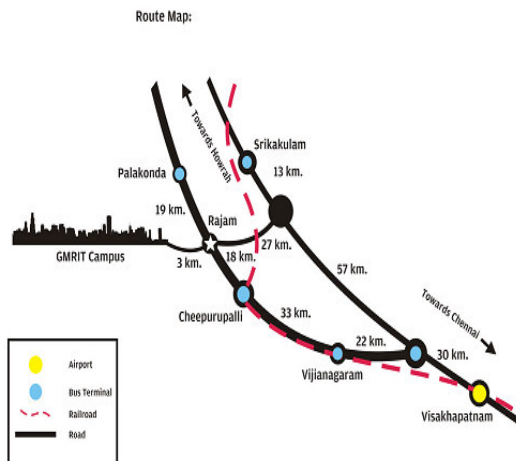 Route Map:
Towards Howrah
Srikakulam
13 km.
Palakonda
19 km.
Rajam
27 km.
18 km.
3 km.
GMRIT Campus
57 km.
Towards Chennai
Cheepurupalli
33 km.
22 km.
30 km.
Vijianagaram
Visakhapatnam
Airport
Bus Terminal
Railroad
Road